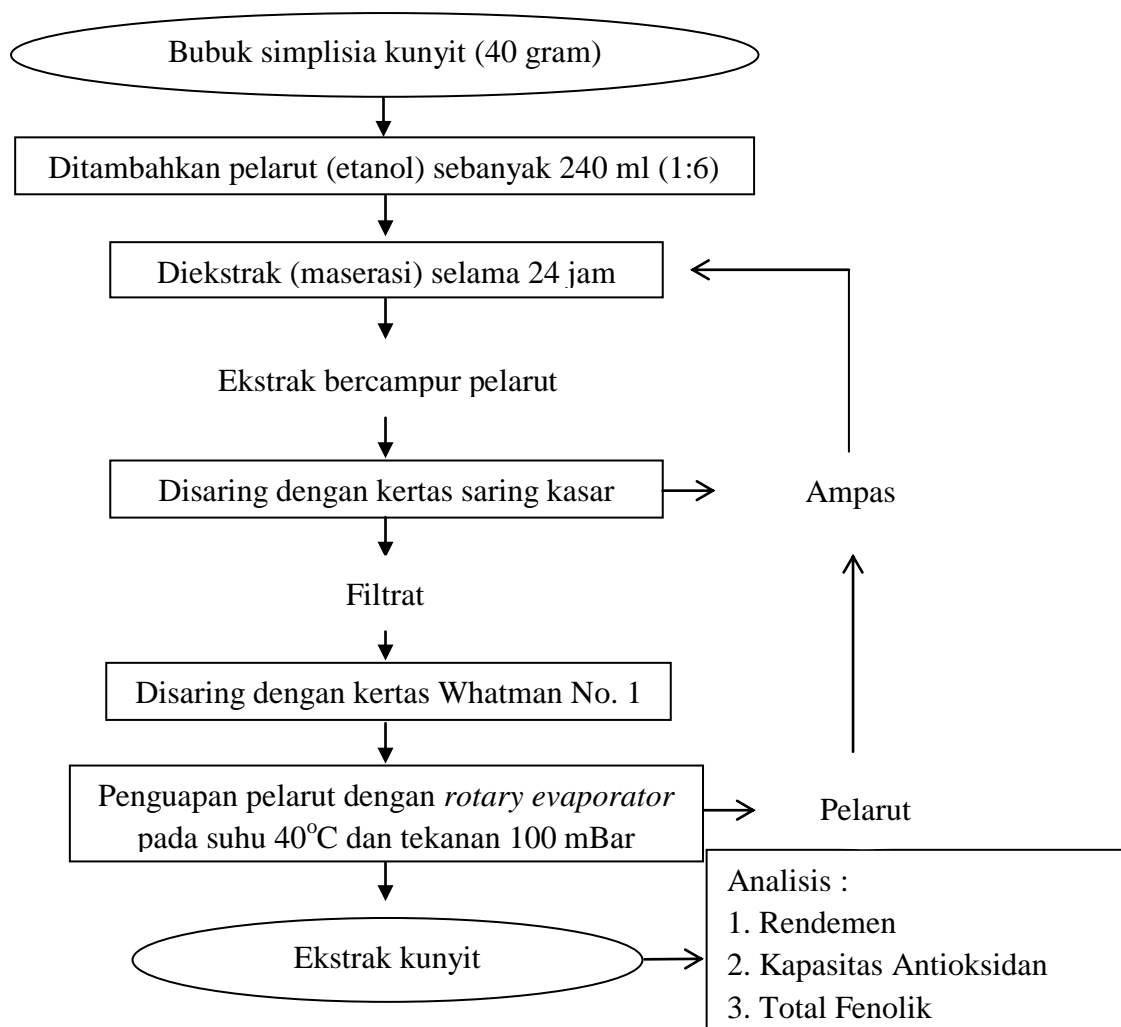 Bubuk simplisia kunyit (40 gram)
Ditambahkan pelarut (etanol) sebanyak 240 ml (1:6)
Diekstrak (maserasi) selama 24 jam
Ekstrak bercampur pelarut
Disaring dengan kertas saring kasar
Ampas
Filtrat
Disaring dengan kertas Whatman No. 1
Penguapan pelarut dengan rotary evaporator
pada suhu 40°C dan tekanan 100 mBar
Pelarut
Ekstrak kunyit
Analisis :
1. Rendemen
2. Kapasitas Antioksidan
3. Total Fenolik